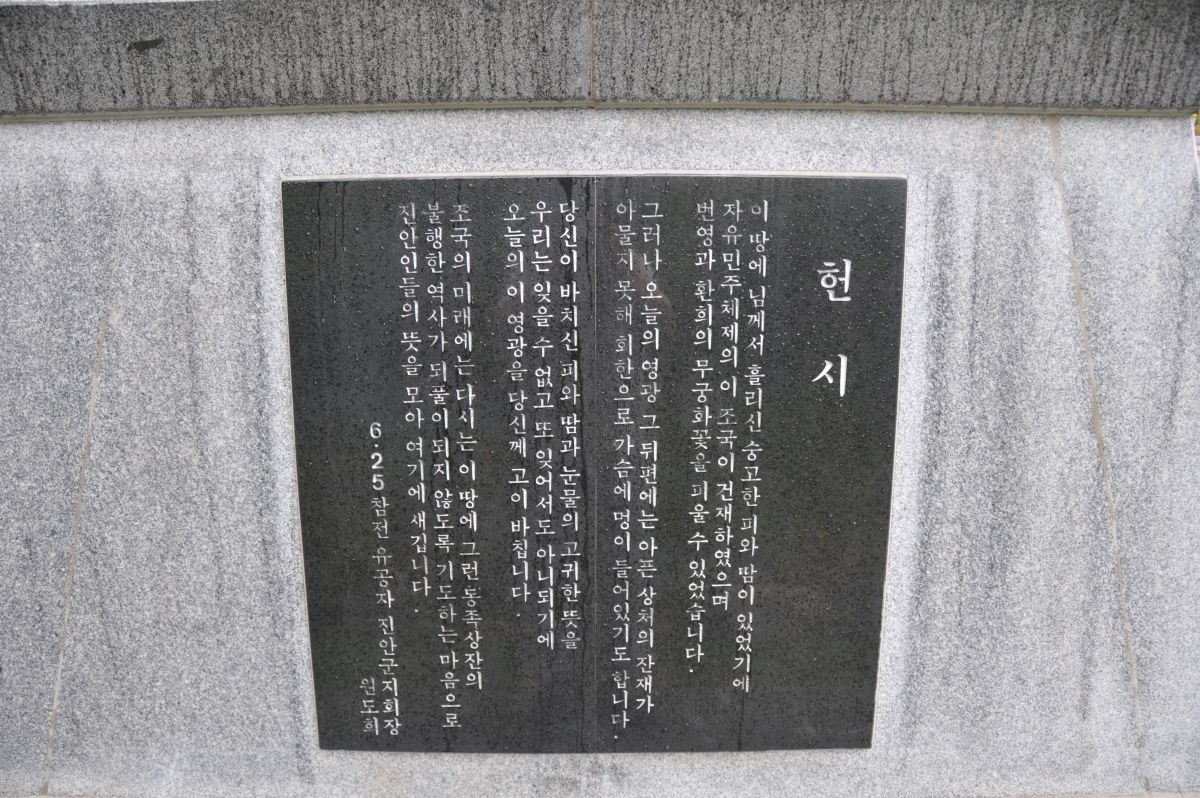 헌 시
이 땅에 님께서 흘리신 숭고한 피와 땀이 있었기에
자유민주체제의 이 조국이 건재하였으며
번영과 환희의 무궁화꽃을 피울 수 있었습니다.
그러나 오늘의 영광 그 뒤편에는 아픈 상처의 잔재가
아물지 못해 회한으로 가슴에 멍이 들어있기도 합니다.
당신이 바치신 피와 땀과 눈물의 고귀한 뜻을
우리는 잊을 수 없고 또 잊어서도 아니되기에
오늘의 이 영광을 당신께 고이 바칩니다.
조국의 미래에는 다시는 이 땅에 그런 동족상잔의
불행한 역사가 되풀이 되지 않도록 기도하는 마음으로
진안인들의 뜻을 모아 여기에 새깁니다.
6·25참전 유공자 진안군지회장
원도희